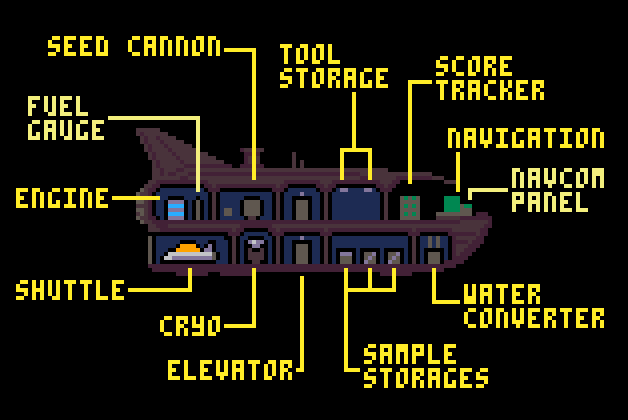 SEED CANNON
TOOL
STORAGE
SCORE
TRACKER
FUEL
GAUGE
NAVIGATION
NAVCOM
PANEL
ENGINE
SHUTTLE
WATER
CONVERTER
CRYO
ELEVATOR
SAMPLE
STORAGES